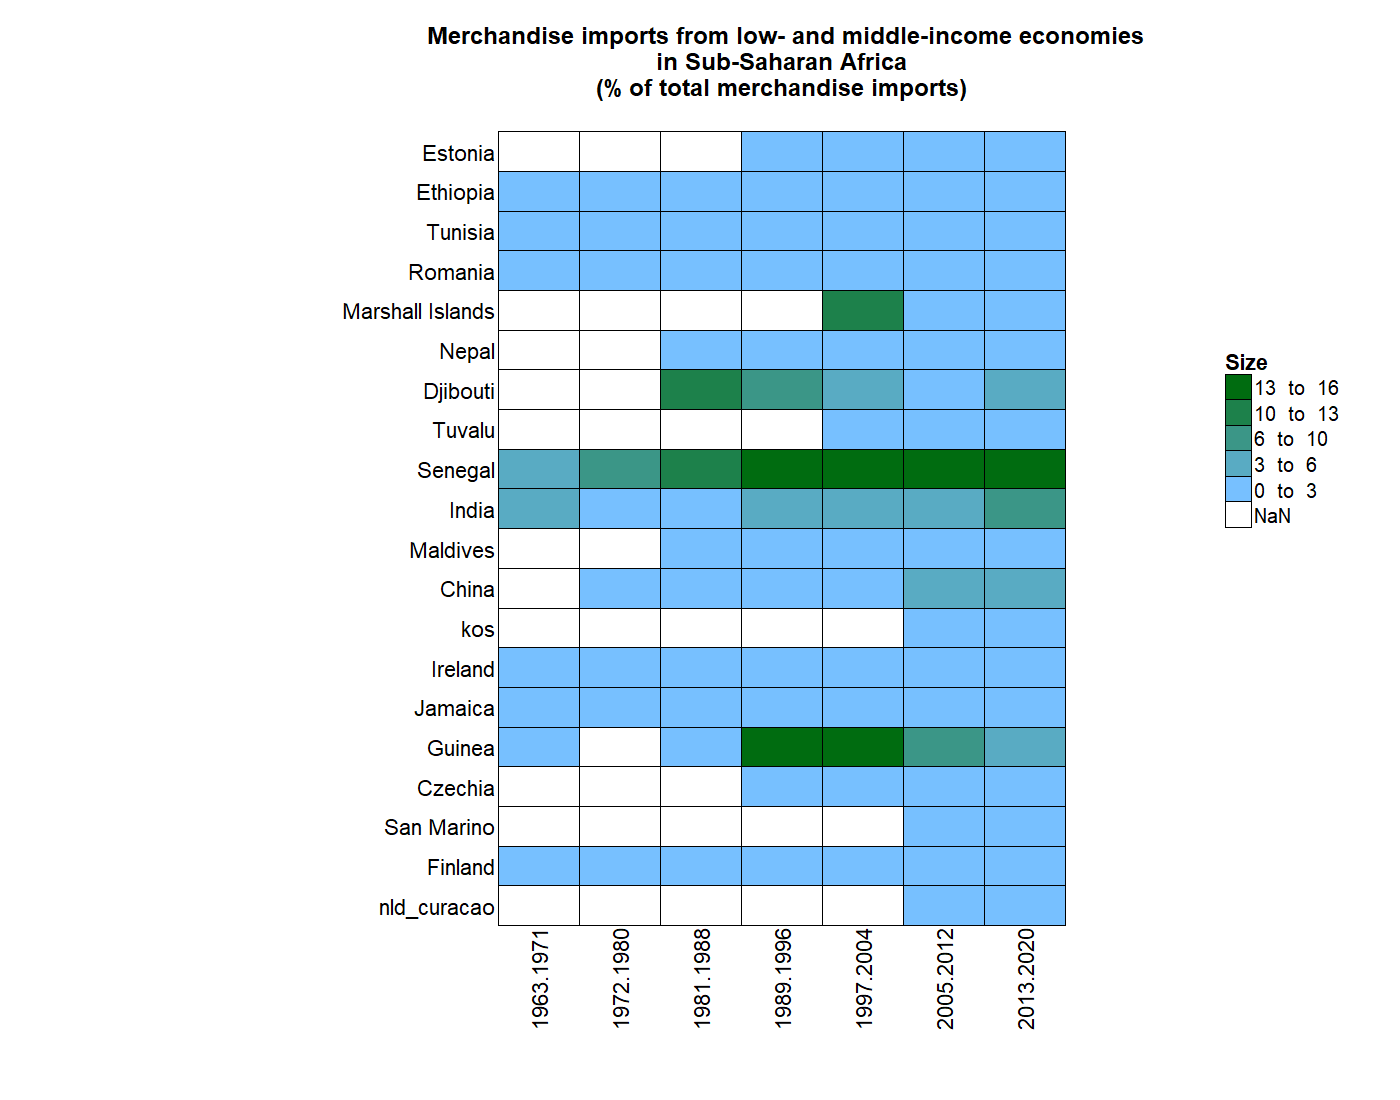 Merchandise imports from low- and middle-income economies
in Sub-Saharan Africa
(% of total merchandise imports)
Estonia
Ethiopia
Tunisia
Romania
Marshall Islands
Nepal
Djibouti
Tuvalu
Senegal
India
Maldives
China
kos
Ireland
Jamaica
Guinea
Czechia
San Marino
Finland
nld_curacao
1963.1971
1972.1980
1981.1988
1989.1996
1997.2004
2005.2012
2013.2020
Size
13 to 16
10 to 13
6 to 10
3 to 6
0 to 3
NaN